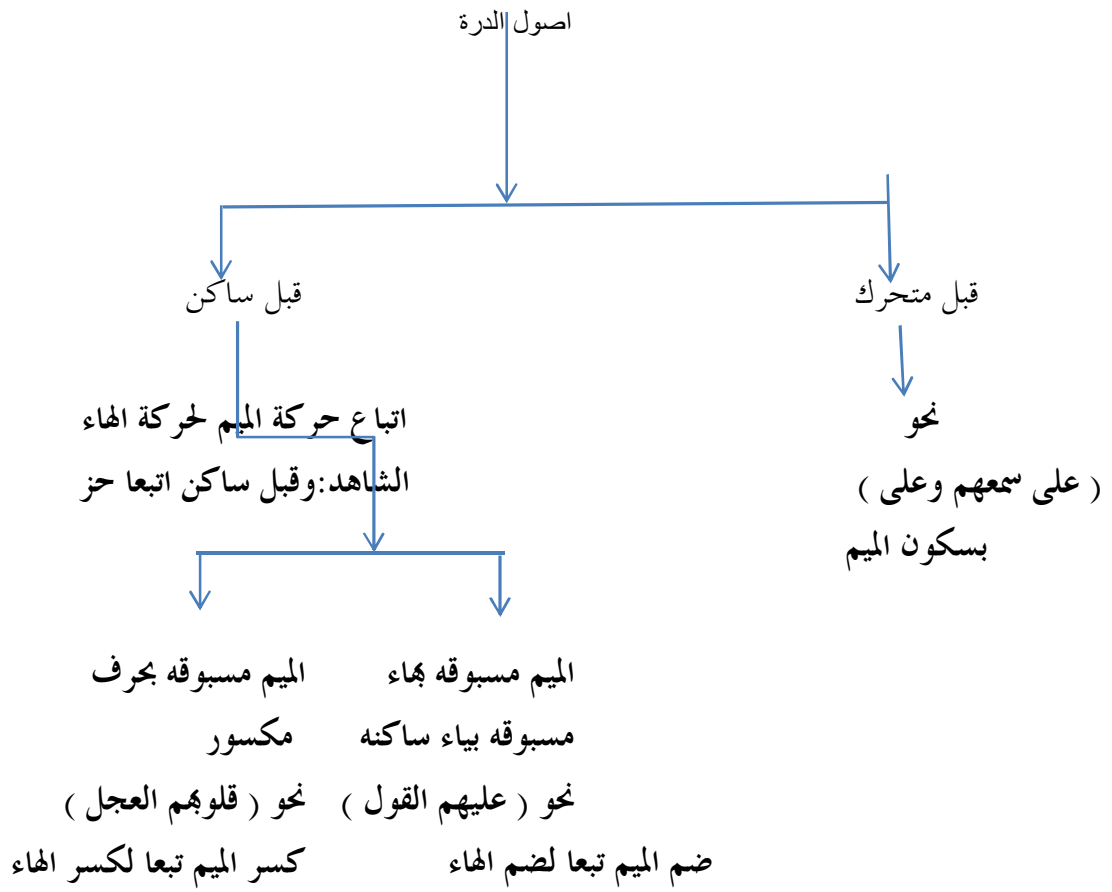 اصول الدرة
قبل متحرك
نحو
( على سمعهم وعلى )
بسكون الميم
قبل ساكن
اتباع حركة الميم لحركة الهاء
الشاهد:وقبل ساكن اتبعا حز
الميم مسبوقه بهاء
مسبوقه بياء ساكنه
نحو ( عليهم القول )
ضم الميم تبعا لضم الهاء
الميم مسبوقه بحرف
مكسور
نحو ( قلوبهم العجل )
كسر الميم تبعا لكسر الهاء